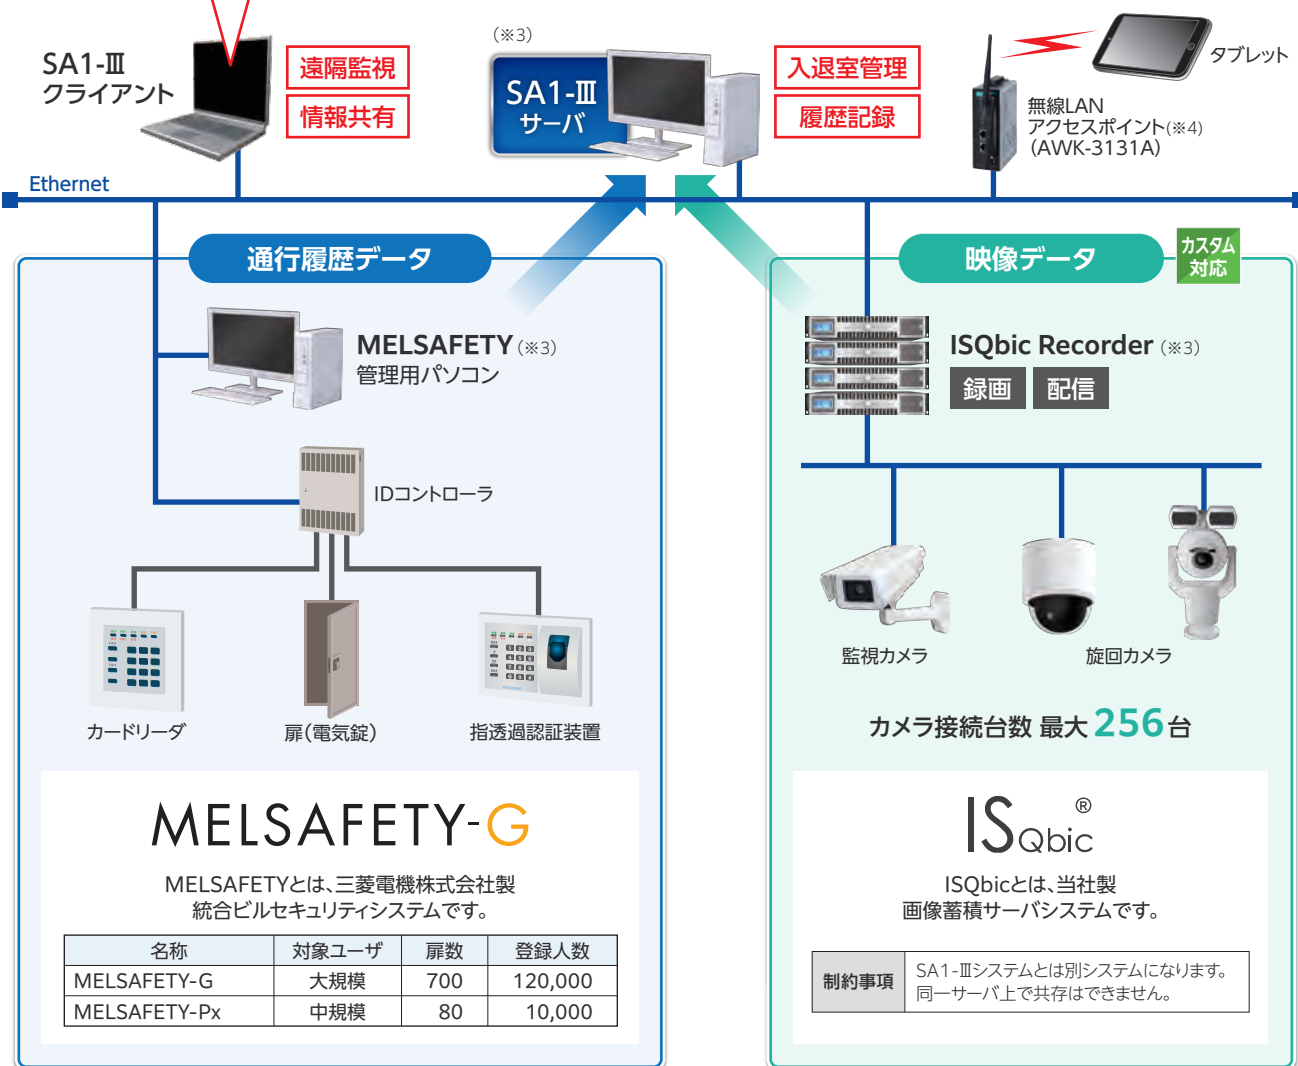 SA1-Ⅲ
クライアント
遠隔監視
情報共有
(※3)
SA1-Ⅲ
サーバ
入退室管理
履歴記録
無線LAN
アクセスポイント(※4)
(AWK-3131A)
タブレット
Ethernet
通行履歴データ
MELSAFETY(※3)
管理用パソコン
IDコントローラ
カードリーダ
扉(電気錠)
指透過認証装置
MELSAFETY-G
MELSAFETYとは、三菱電機株式会社製
統合ビルセキュリティシステムです。
名称 対象ユーザ 扉数 登録人数
MELSAFETY-G 大規模 700 120,000
MELSAFETY-Px 中規模 80 10,000
映像データ
カスタム
対応
ISQbic Recorder (※3)
録画 配信
監視カメラ
旋回カメラ
カメラ接続台数 最大 256台
ISQbic®
ISQbicとは、当社製
画像蓄積サーバシステムです。
制約事項
SA1-Ⅲシステムとは別システムになります。
同一サーバ上で共存はできません。